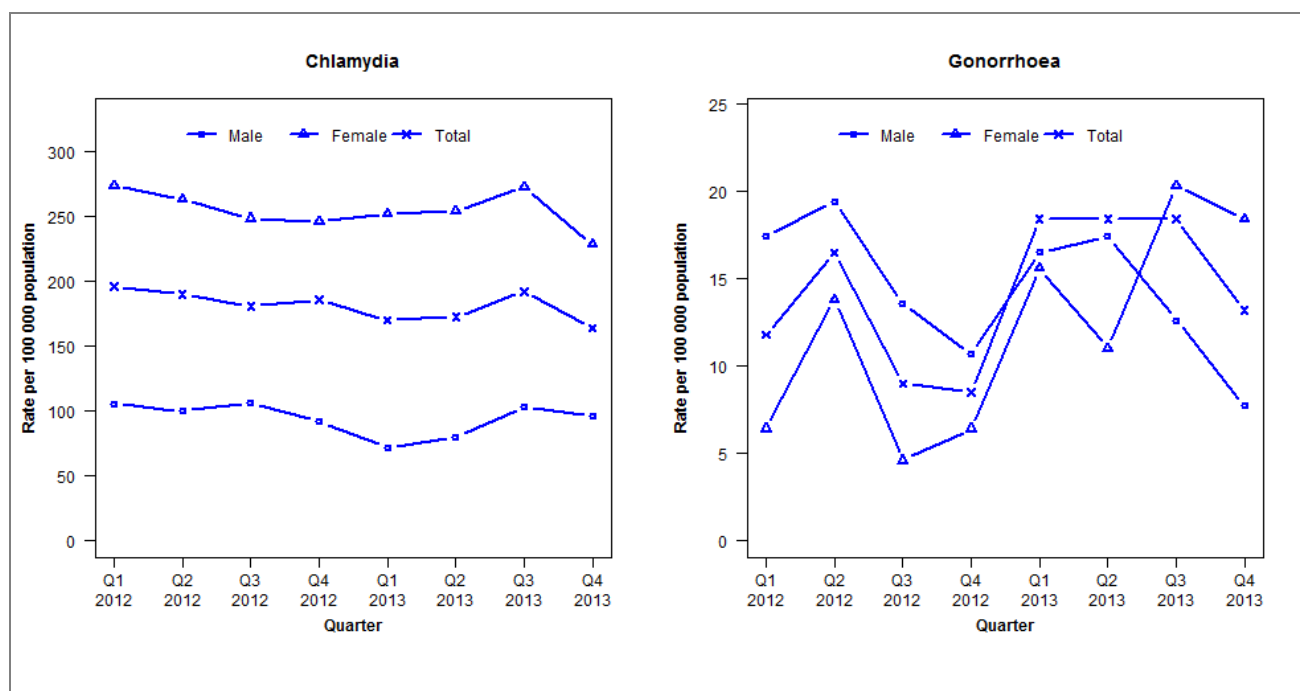 Chlamydia
Male Female Total
Rate per 100 000 population
300
250
200
150
100
50
0
Q1 Q2 Q3 Q4 Q1 Q2 Q3 Q4
2012 2012 2012 2012 2013 2013 2013 2013
Quarter
Gonorrhoea
Male Female Total
Rate per 100 000 population
25
20
15
10
5
0
Q1 Q2 Q3 Q4 Q1 Q2 Q3 Q4
2012 2012 2012 2012 2013 2013 2013 2013
Quarter